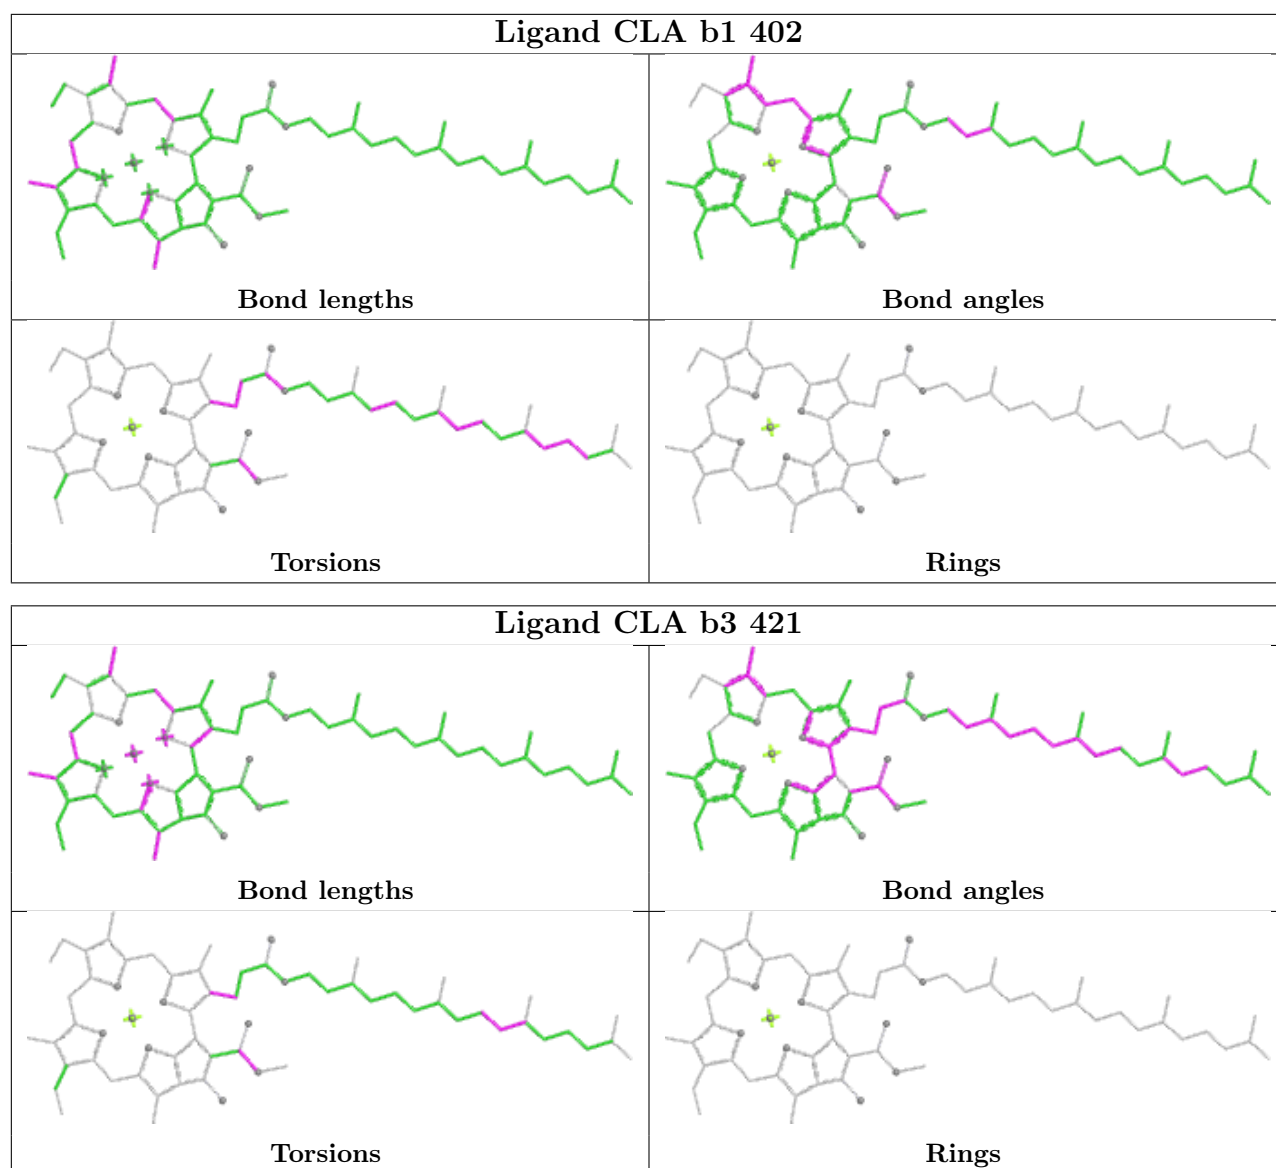 Ligand CLA b1 402
Bond lengths
Bond angles
Torsions
Rings
Ligand CLA b3 421
Bond lengths
Bond angles
Torsions
Rings